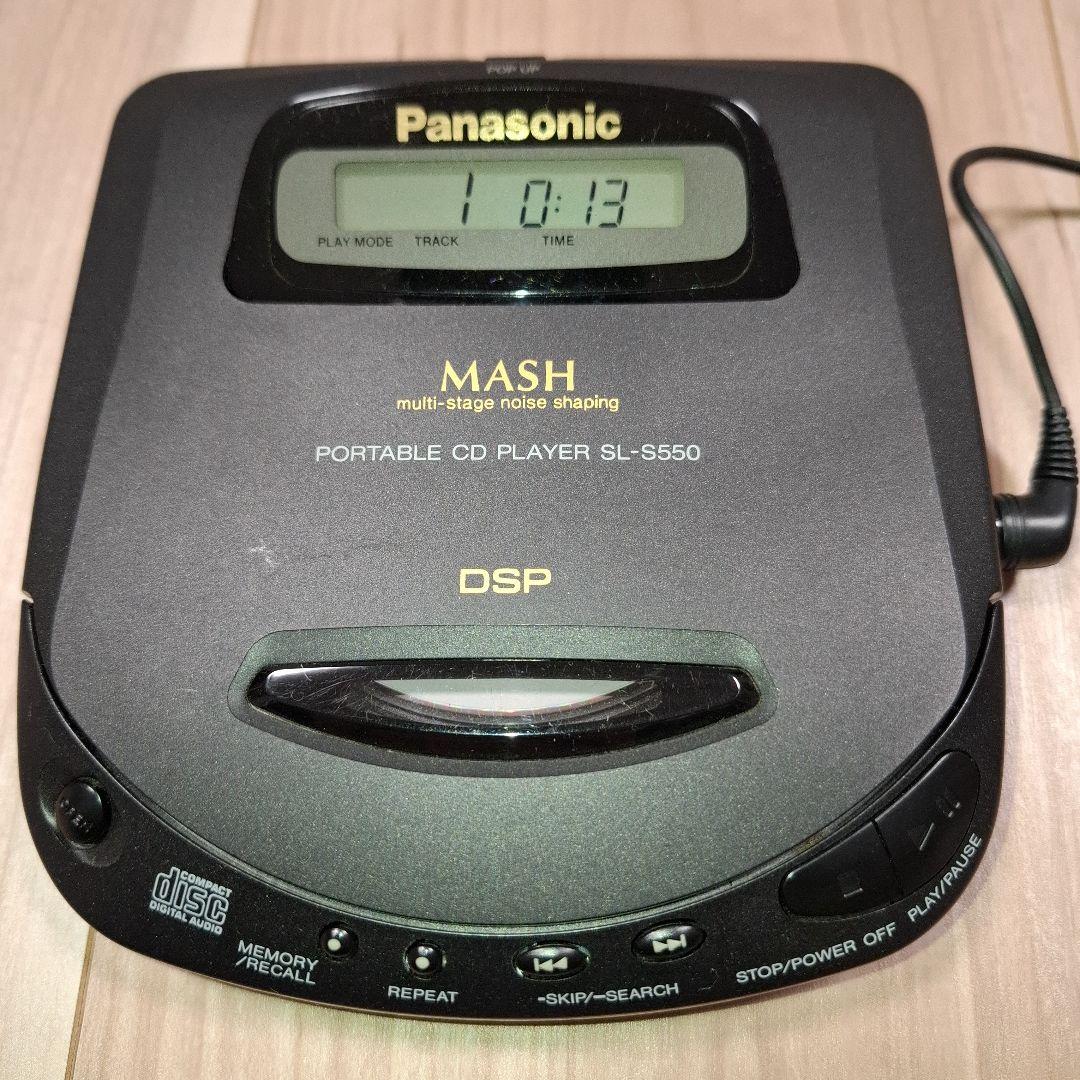 POP UP
Panasonic
1 0:13
PLAY MODE TRACK TIME
MASH
multi-stage noise shaping
PORTABLE CD PLAYER SL-S550
DSP
OPEN
COMPACT
disc
DIGITAL AUDIO
MEMORY
/RECALL
REPEAT
-SKIP/-SEARCH
STOP/POWER OFF
PLAY/PAUSE